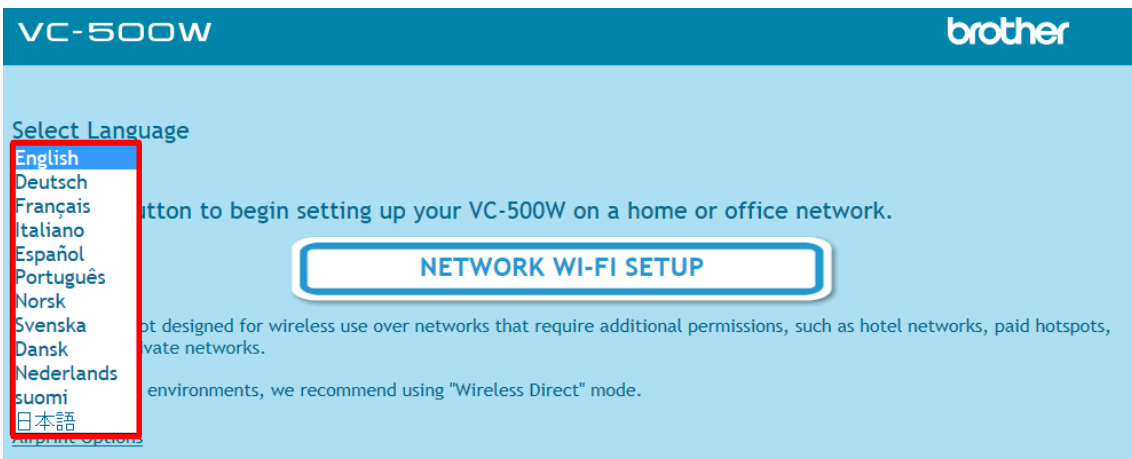 VC-500W
brother
Select Language
English
Deutsch
Français
utton to begin setting up your VC-500W on a home or office network.
Italiano
Español
NETWORK WI-FI SETUP
Português
Norsk
Svenska
ot designed for wireless use over networks that require additional permissions, such as hotel networks, paid hotspots,
Dansk
ivate networks.
Nederlands
environments, we recommend using "Wireless Direct" mode.
suomi
日本語
Airprint Options